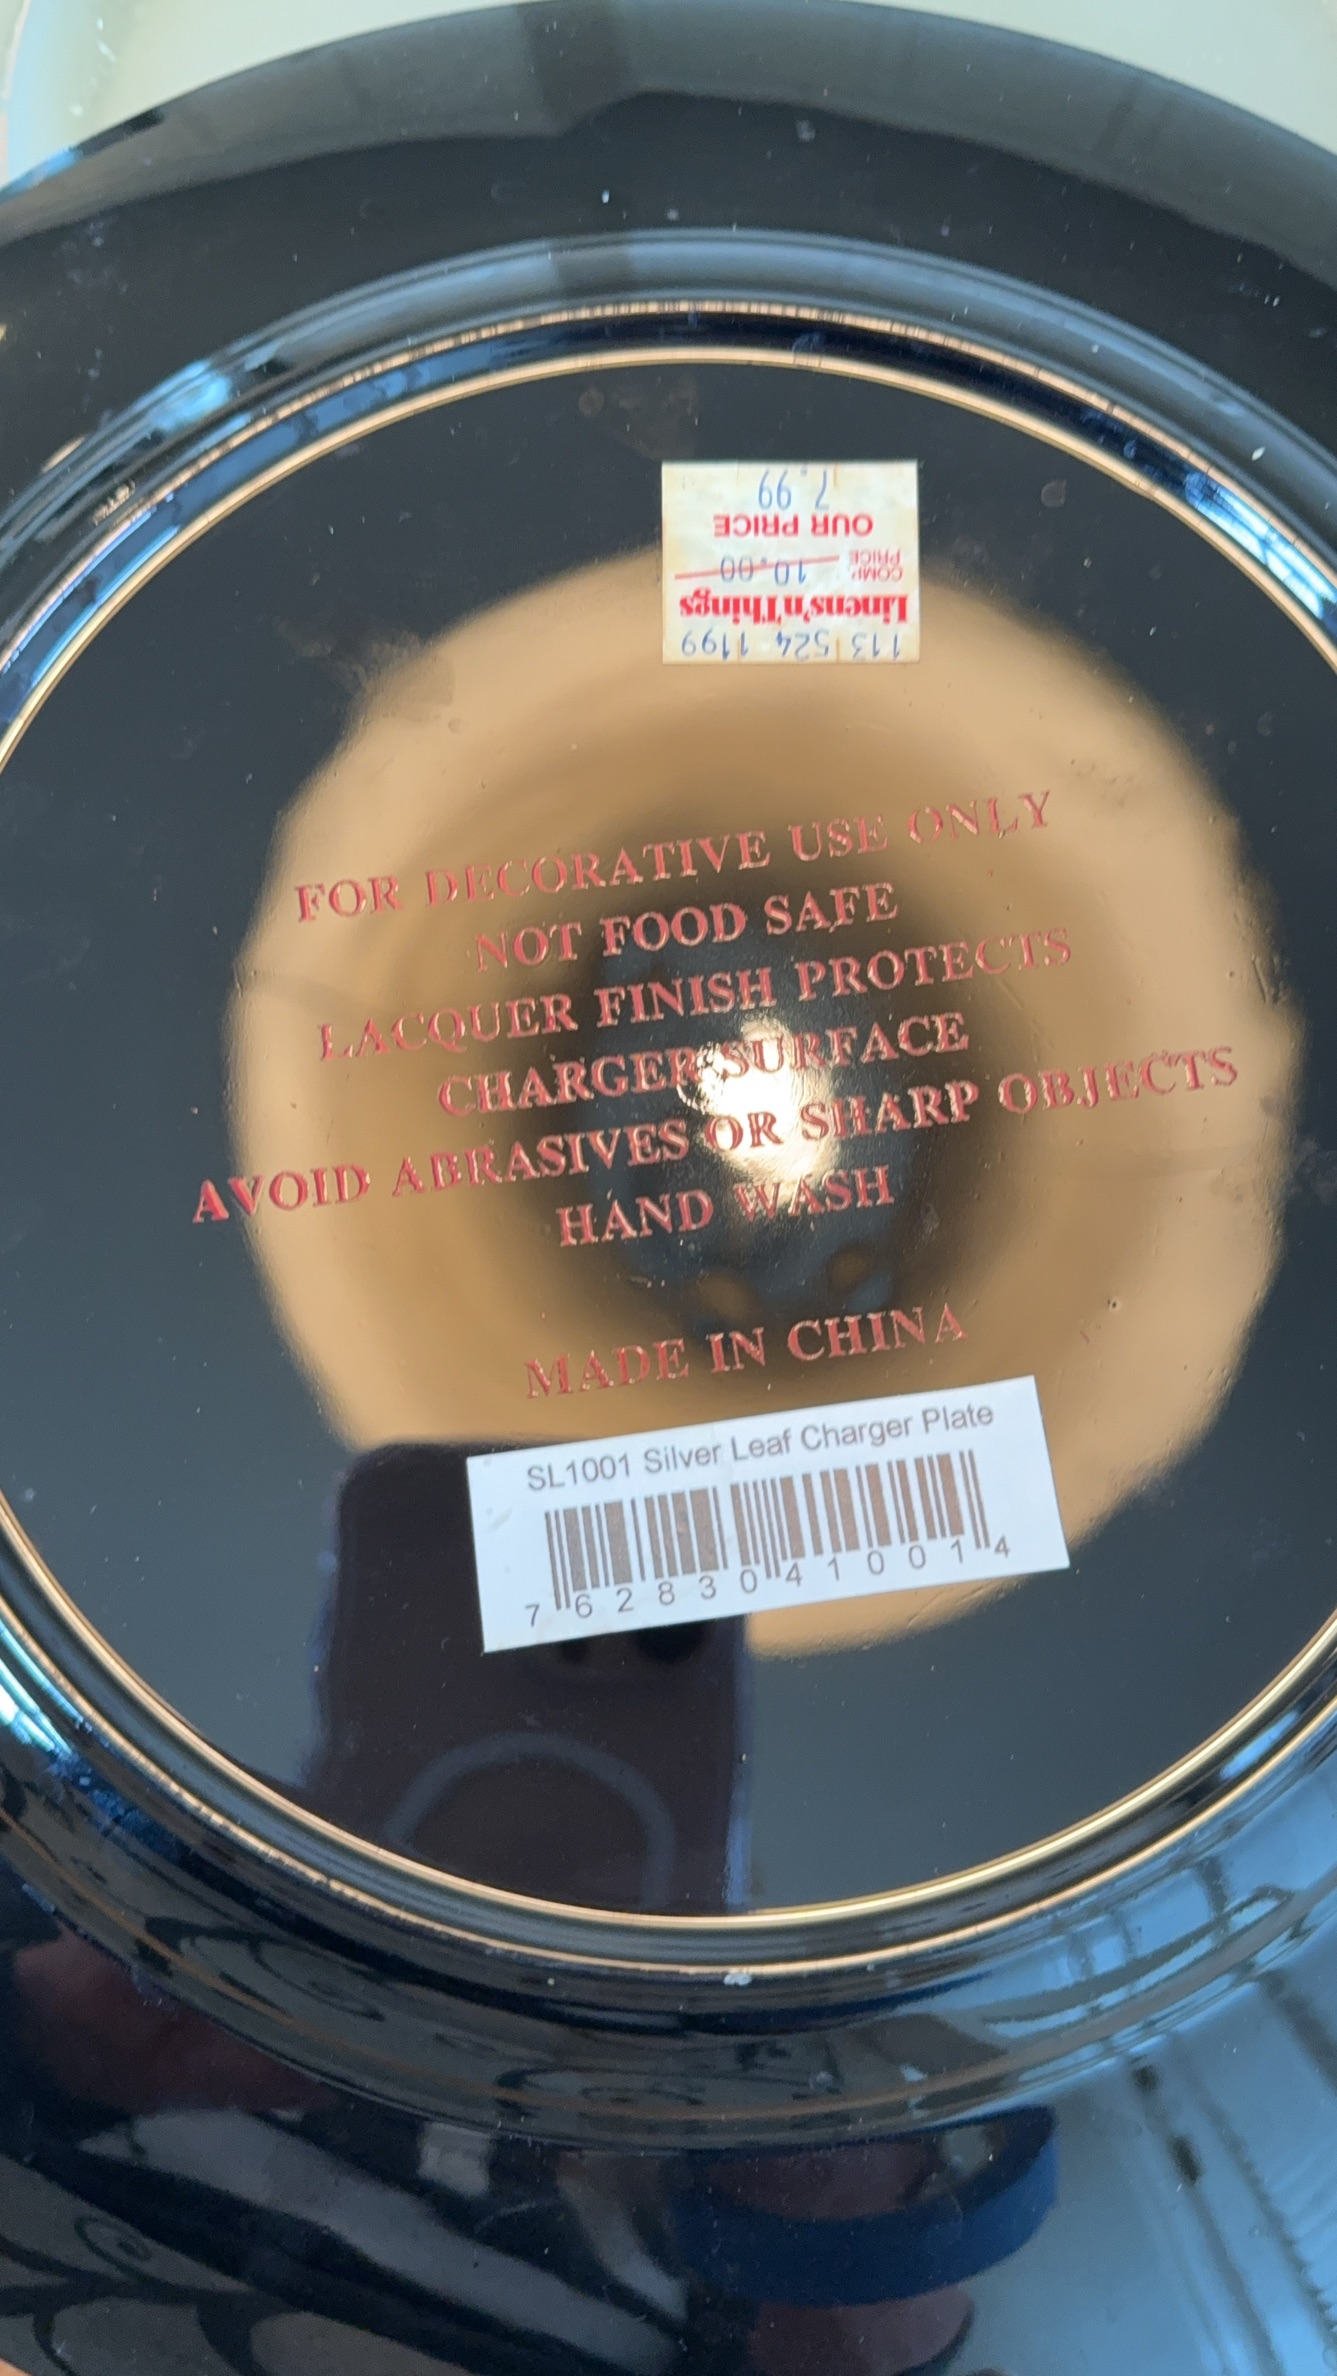 113 524 1199
Linens'n Things
COMP. PRICE 10.00
OUR PRICE
7.99
FOR DECORATIVE USE ONLY
NOT FOOD SAFE
LACQUER FINISH PROTECTS
CHARGER SURFACE
AVOID ABRASIVES OR SHARP OBJECTS
HAND WASH
MADE IN CHINA
SL1001 Silver Leaf Charger Plate
7 62830 41001 4